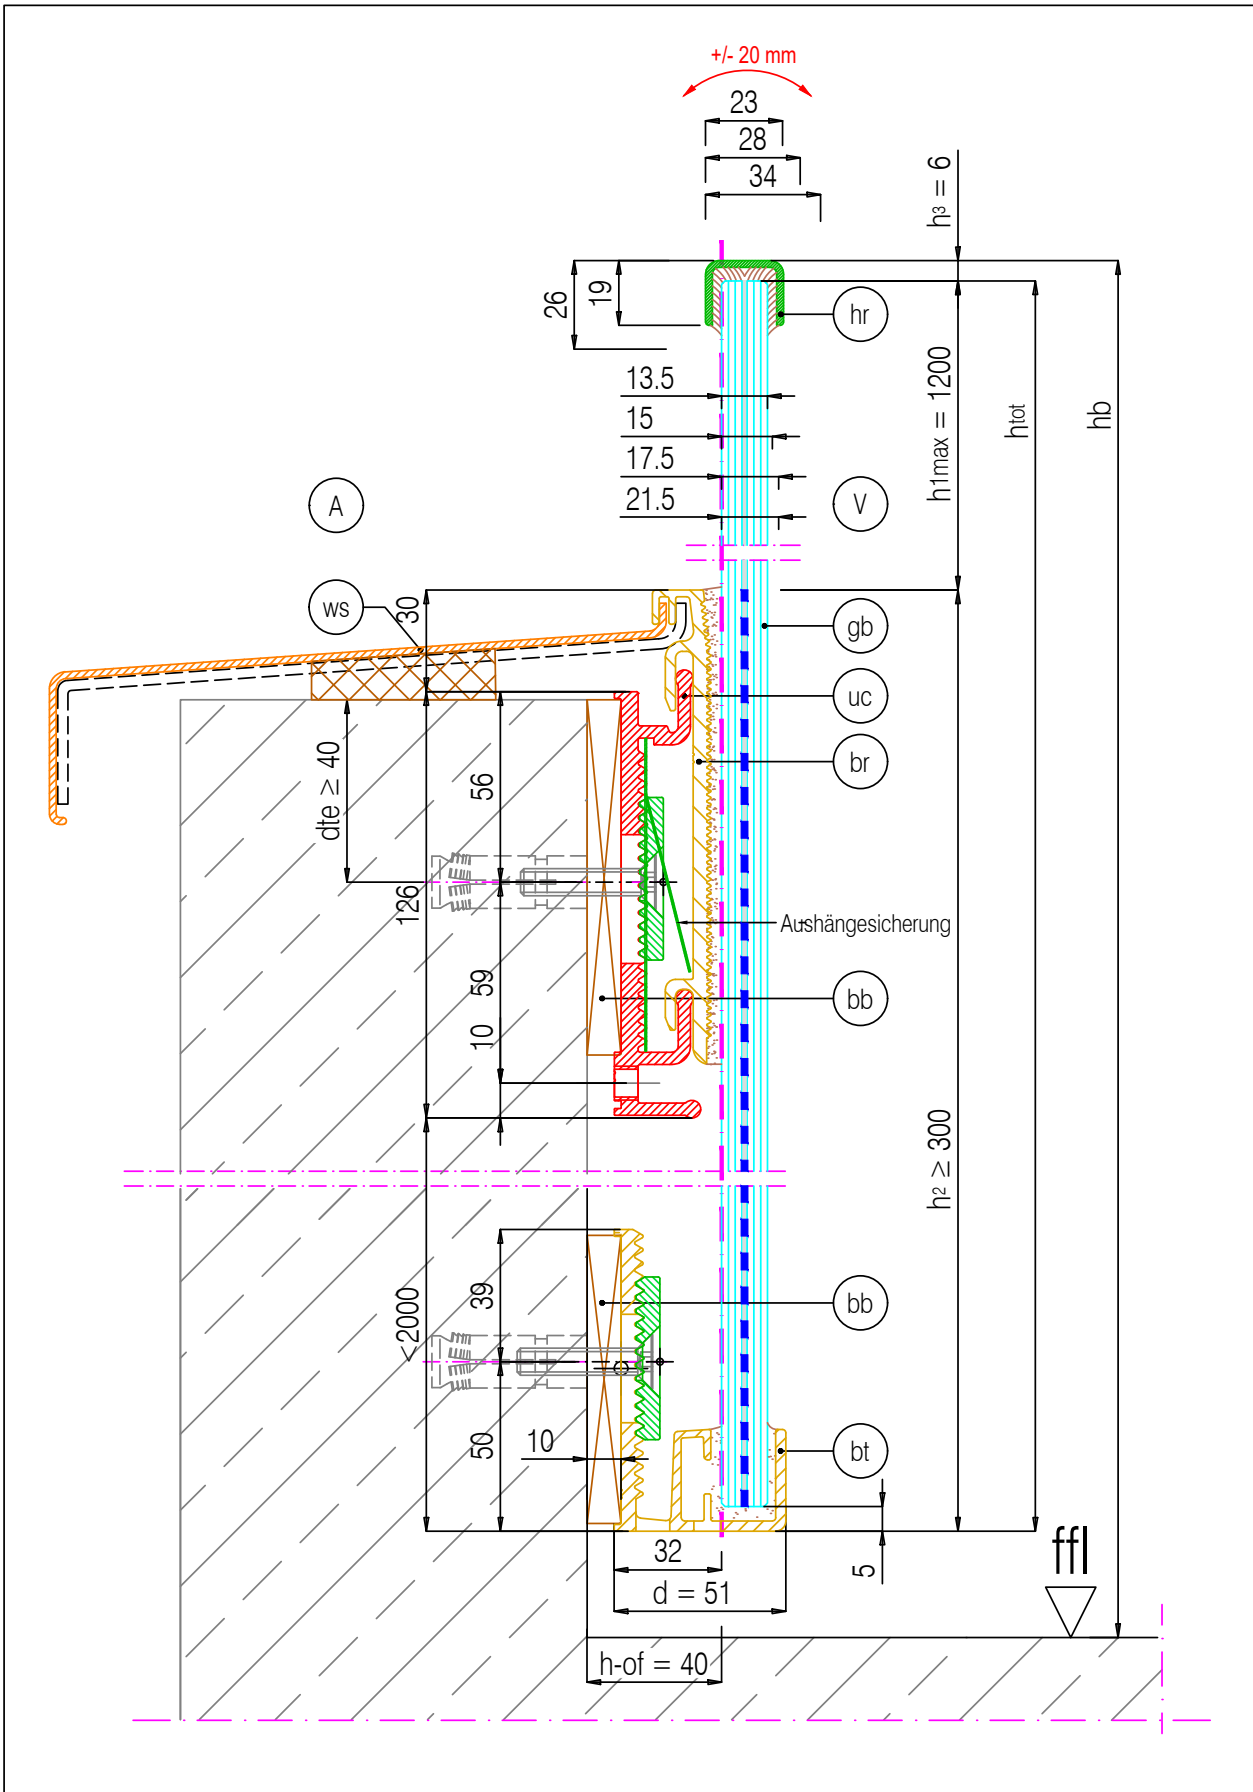 +/- 20 mm
23
28
34
h3 = 6
26
19
hr
13.5
15
17.5
21.5
h1max = 1200
htot
hb
A
V
ws
30
gb
uc
br
dte ≥ 40
56
126
Aushängesicherung
59
bb
10
h2 ≥ 300
39
bb
<2000
50
10
bt
32
5
d = 51
ffl
h-of = 40